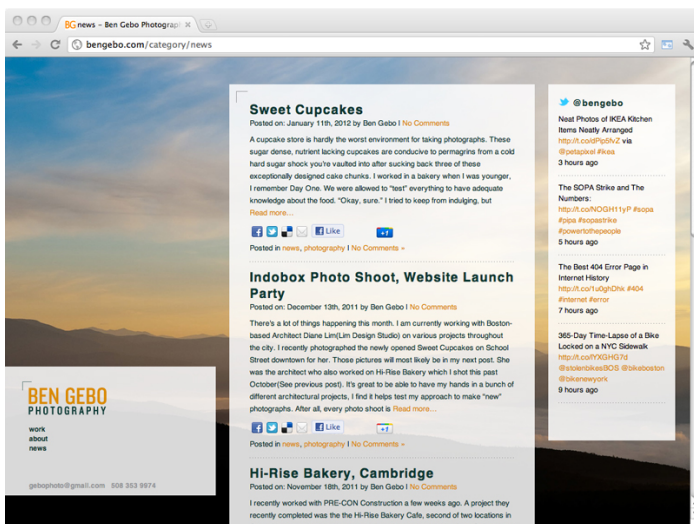 BG news – Ben Gebo Photograp
bengebo.com/category/news
Sweet Cupcakes
Posted on: January 11th, 2012 by Ben Gebo I No Comments
A cupcake store is hardly the worst environment for taking photographs. These
sugar dense, nutrient lacking cupcakes are conducive to permagrins from a cold
hard sugar shock you're vaulted into after sucking back three of these
exceptionally designed cake chunks. I worked in a bakery when I was younger,
I remember Day One. We were allowed to "test" everything to have adequate
knowledge about the food. "Okay, sure." I tried to keep from indulging, but
Read more...
Like
+1
Posted in news, photography I No Comments »
Indobox Photo Shoot, Website Launch
Party
Posted on: December 13th, 2011 by Ben Gebo I No Comments
There's a lot of things happening this month. I am currently working with Boston-
based Architect Diane Lim(Lim Design Studio) on various projects throughout
the city. I recently photographed the newly opened Sweet Cupcakes on School
Street downtown for her. Those pictures will most likely be in my next post. She
was the architect who also worked on Hi-Rise Bakery which I shot this past
October(See previous post). It's great to be able to have my hands in a bunch of
different architectural projects, I find it helps test my approach to make "new"
photographs. After all, every photo shoot is Read more...
Like
+1
Posted in news, photography I No Comments »
Hi-Rise Bakery, Cambridge
Posted on: November 18th, 2011 by Ben Gebo I No Comments
I recently worked with PRE-CON Construction a few weeks ago. A project they
recently completed was the the Hi-Rise Bakery Cafe, second of two locations in
@bengebo
Neat Photos of IKEA Kitchen
Items Neatly Arranged
http://t.co/dPip5fvZ via
@petapixel #ikea
3 hours ago
The SOPA Strike and The
Numbers:
http://t.co/NOGH11yP #sopa
#pipa #sopastrike
#powertothepeople
5 hours ago
The Best 404 Error Page in
Internet History
http://t.co/1u0ghDhk #404
#internet #error
7 hours ago
365-Day Time-Lapse of a Bike
Locked on a NYC Sidewalk
http://t.co/fYXGHG7d
@stolenbikesBOS @bikeboston
@bikenewyork
9 hours ago
BEN GEBO
PHOTOGRAPHY
work
about
news
gebophoto@gmail.com 508 353 9974